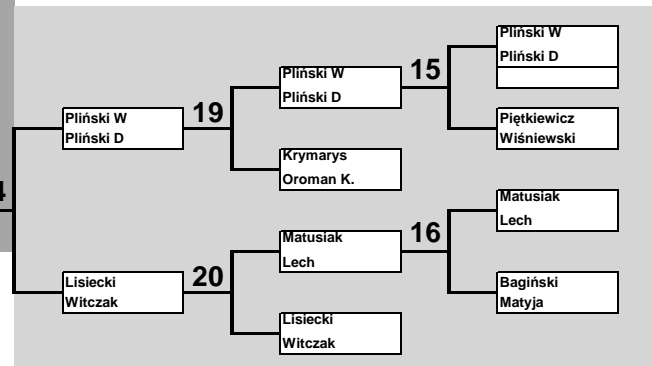 Pliński W
Pliński D
15
Pliński W
Pliński D
19
Pliński W
Pliński D
Piętkiewicz
Wiśniewski
Krymarys
Oroman K.
4
Matusiak
Lech
16
Matusiak
Lech
20
Lisiecki
Witczak
Bagiński
Matyja
Lisiecki
Witczak